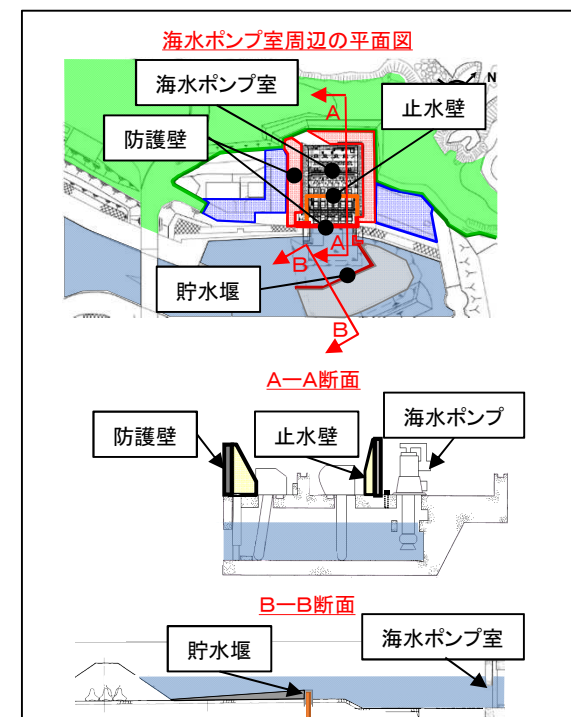 海水ポンプ室周辺の平面図
海水ポンプ室
止水壁
防護壁
N
A
A
B
貯水堰
B
A－A断面
海水ポンプ
防護壁
止水壁
B－B断面
貯水堰
海水ポンプ室